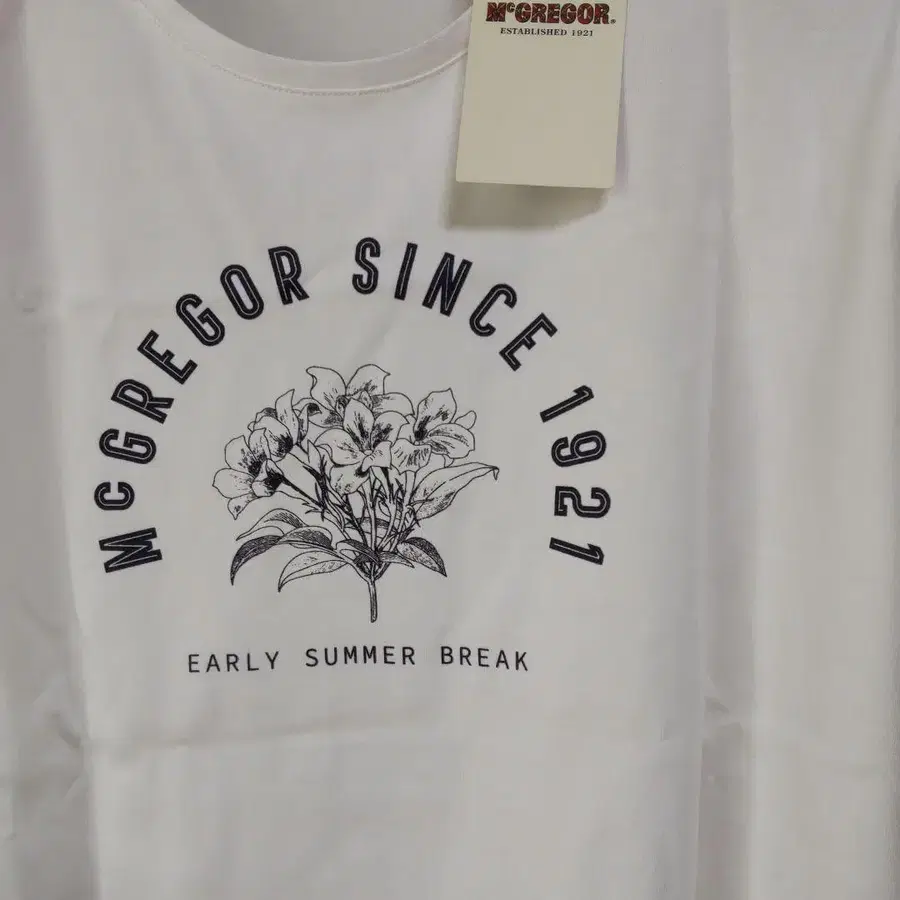 McGREGOR®
ESTABLISHED 1921
McGREGOR SINCE 1921
EARLY SUMMER BREAK